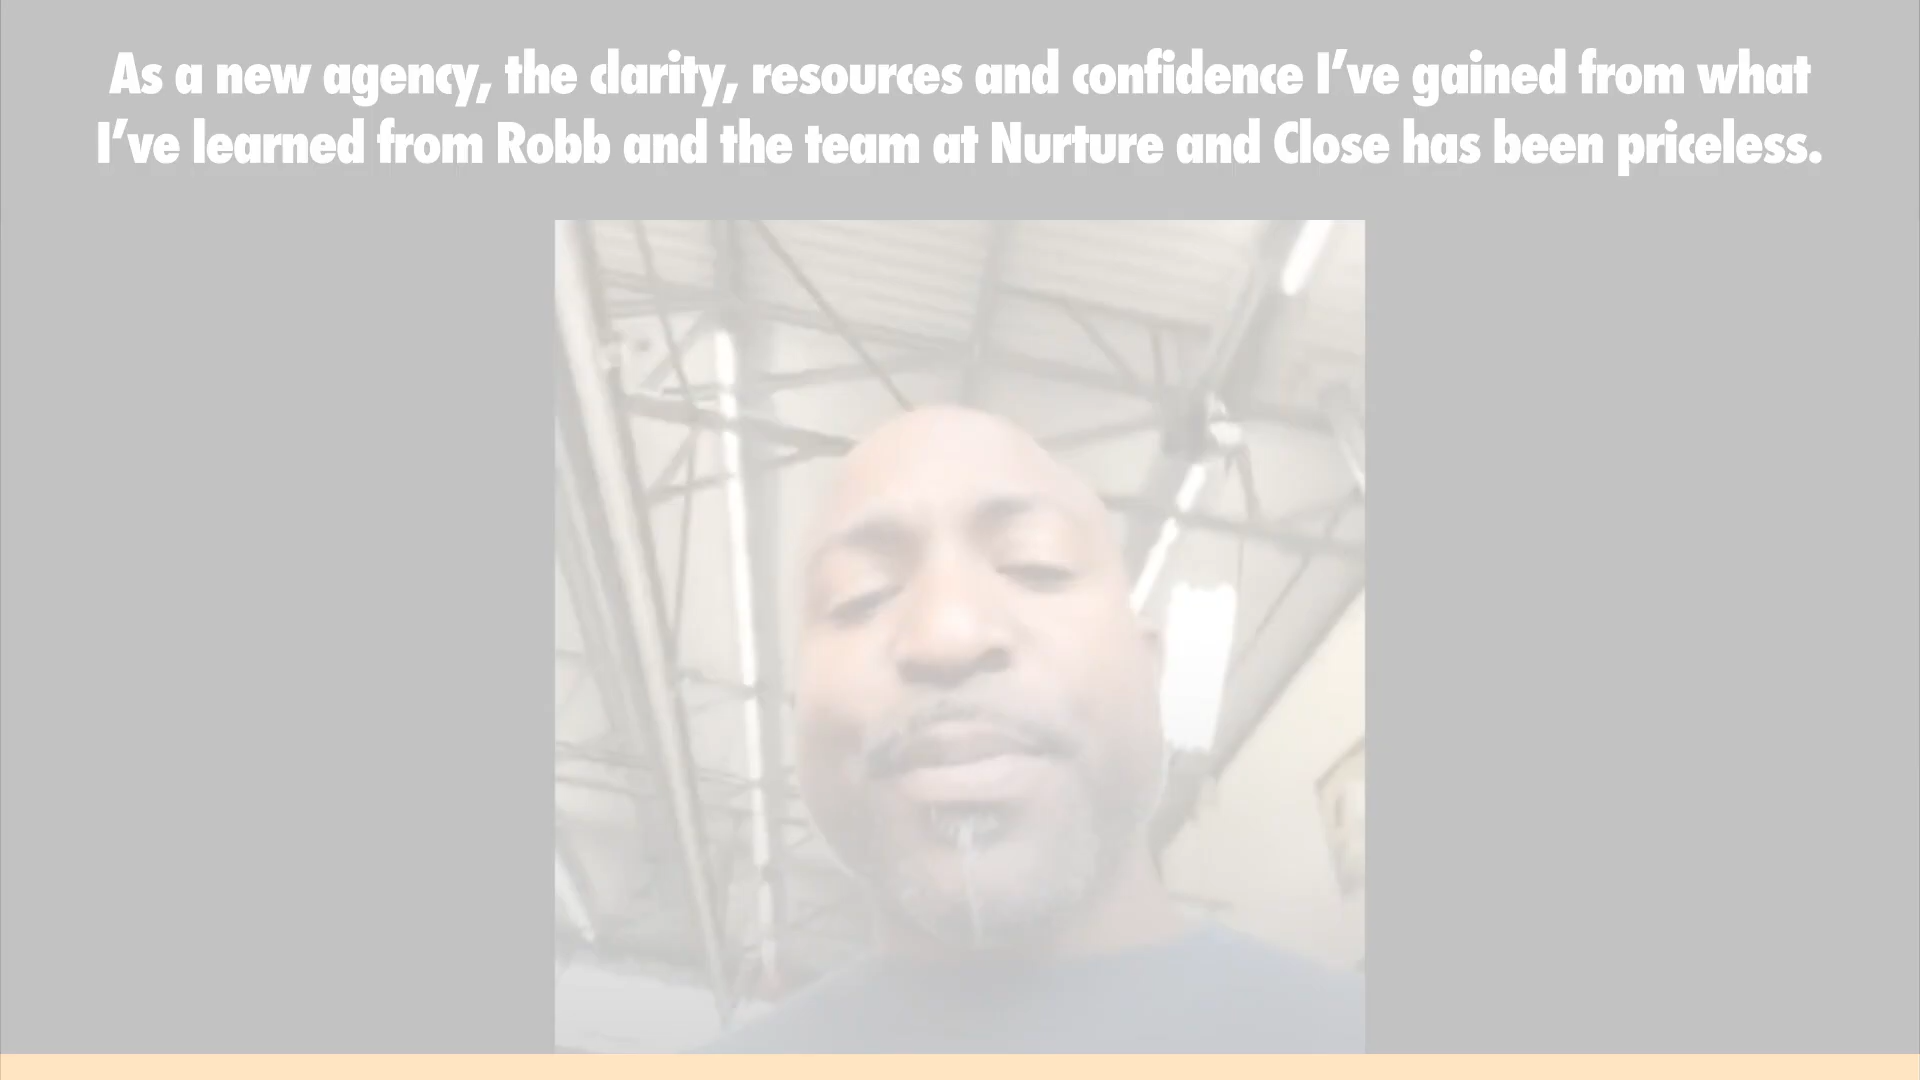 As a new agency, the clarity, resources and confidence I’ve gained from what
I’ve learned from Robb and the team at Nurture and Close has been priceless.